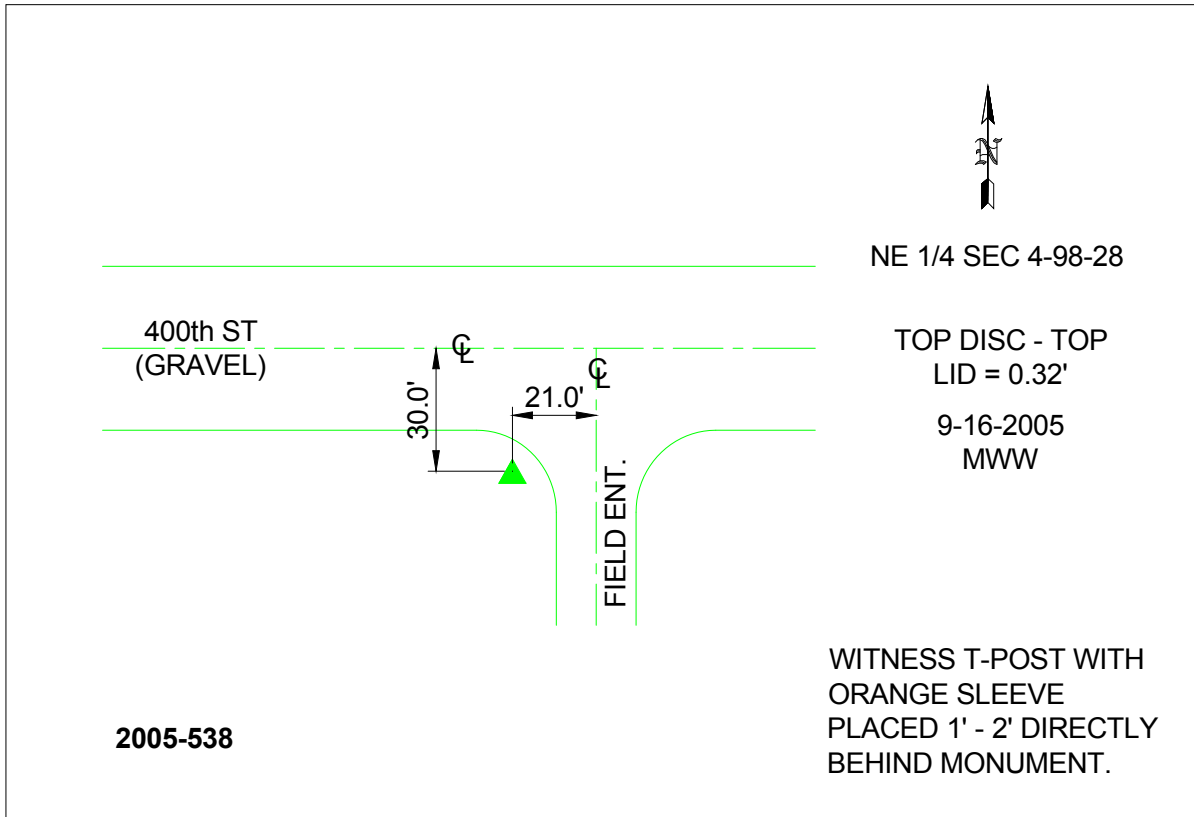 N
NE 1/4 SEC 4-98-28
400th ST
(GRAVEL)
℄
℄
30.0'
21.0'
TOP DISC - TOP
LID = 0.32'
9-16-2005
MWW
FIELD ENT.
WITNESS T-POST WITH
ORANGE SLEEVE
PLACED 1' - 2' DIRECTLY
BEHIND MONUMENT.
2005-538